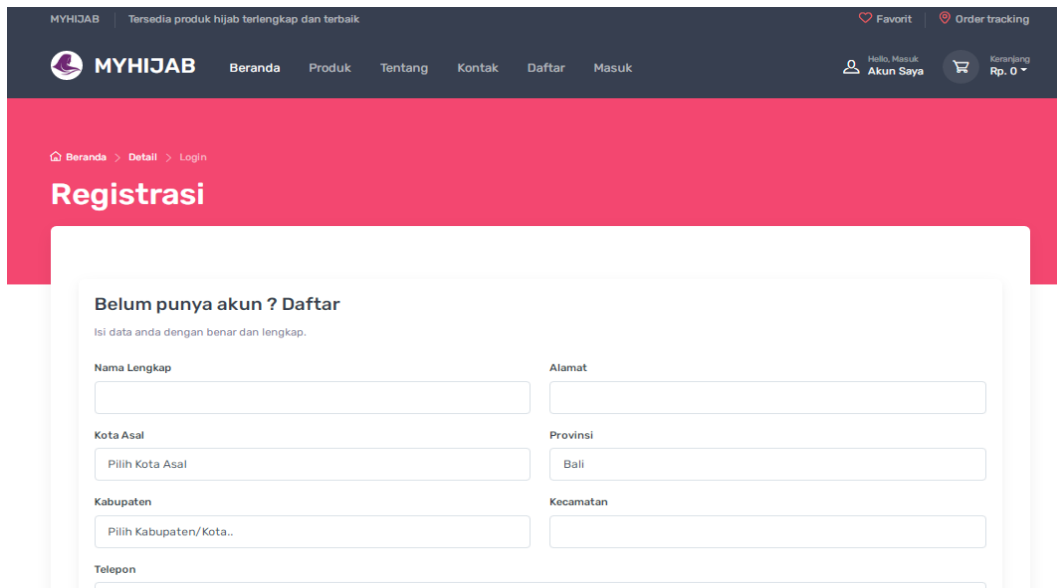 MYHIJAB Tersedia produk hijab terlengkap dan terbaik Favorit Order tracking
MYHIJAB Beranda Produk Tentang Kontak Daftar Masuk Hello, Masuk Akun Saya Keranjang Rp. 0
Beranda > Detail > Login
Registrasi
Belum punya akun ? Daftar
Isi data anda dengan benar dan lengkap.
Nama Lengkap Alamat
Kota Asal Provinsi
Pilih Kota Asal Bali
Kabupaten Kecamatan
Pilih Kabupaten/Kota..
Telepon